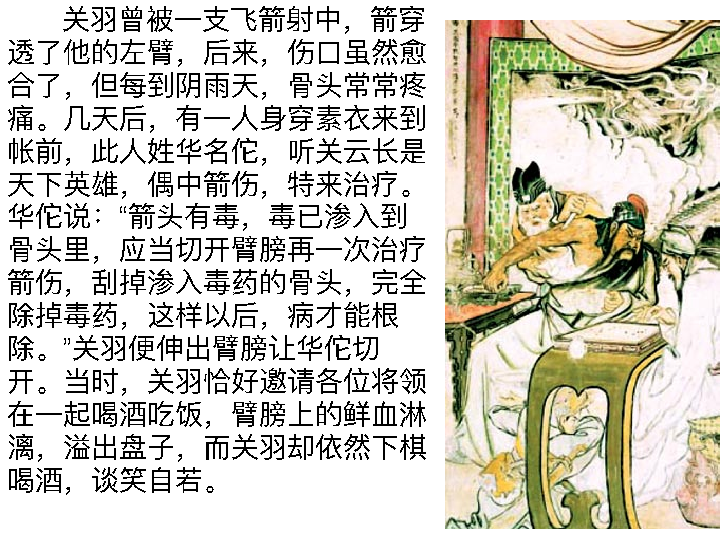 关羽曾被一支飞箭射中，箭穿
透了他的左臂，后来，伤口虽然愈
合了，但每到阴雨天，骨头常常疼
痛。几天后，有一人身穿素衣来到
帐前，此人姓华名佗，听关云长是
天下英雄，偶中箭伤，特来治疗。
华佗说：“箭头有毒，毒已渗入到
骨头里，应当切开臂膀再一次治疗
箭伤，刮掉渗入毒药的骨头，完全
除掉毒药，这样以后，病才能根
除。”关羽便伸出臂膀让华佗切
开。当时，关羽恰好邀请各位将领
在一起喝酒吃饭，臂膀上的鲜血淋
漓，溢出盘子，而关羽却依然下棋
喝酒，谈笑自若。